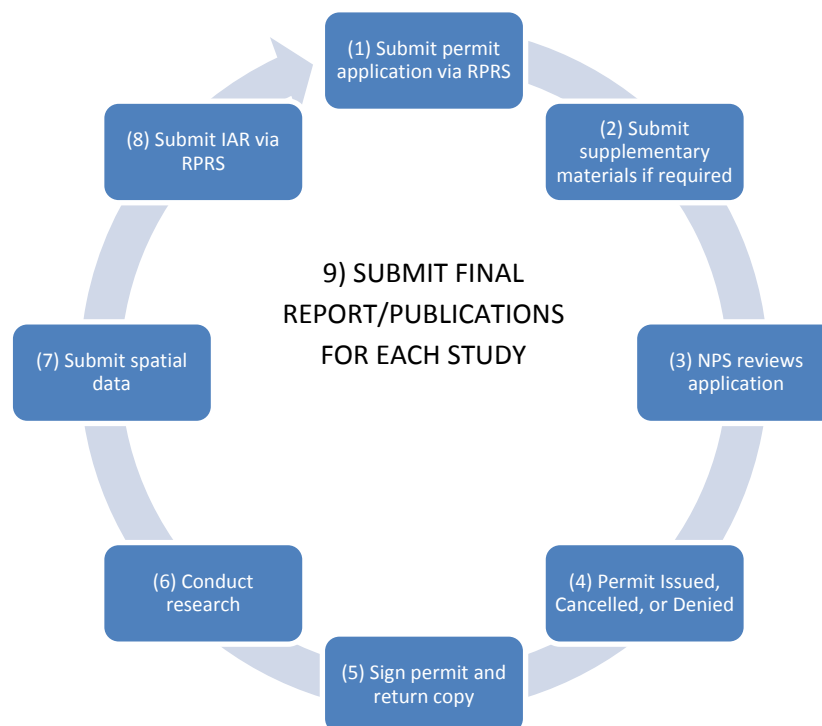 (1) Submit permit
application via RPRS
(2) Submit
supplementary
materials if required
(3) NPS reviews
application
(4) Permit Issued,
Cancelled, or Denied
(5) Sign permit and
return copy
(6) Conduct
research
(7) Submit spatial
data
(8) Submit IAR via
RPRS
9) SUBMIT FINAL
REPORT/PUBLICATIONS
FOR EACH STUDY